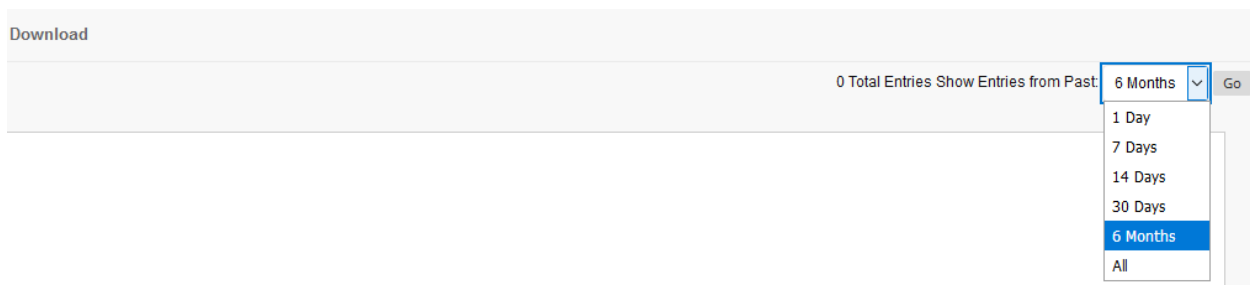 Download
0 Total Entries Show Entries from Past: 6 Months Go
1 Day
7 Days
14 Days
30 Days
6 Months
All